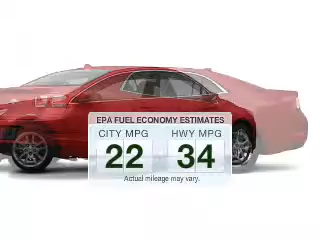 EPA FUEL ECONOMY ESTIMATES
CITY MPG HWY MPG
22 34
Actual mileage may vary.